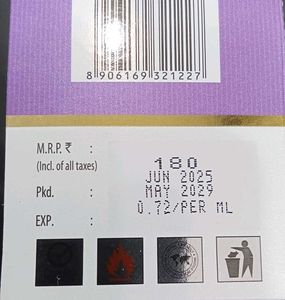 8 906169 321227
M.R.P. ₹ :
(Incl. of all taxes)
180
JUN 2025
Pkd. :
MAY 2029
0.72/PER ML
EXP. :